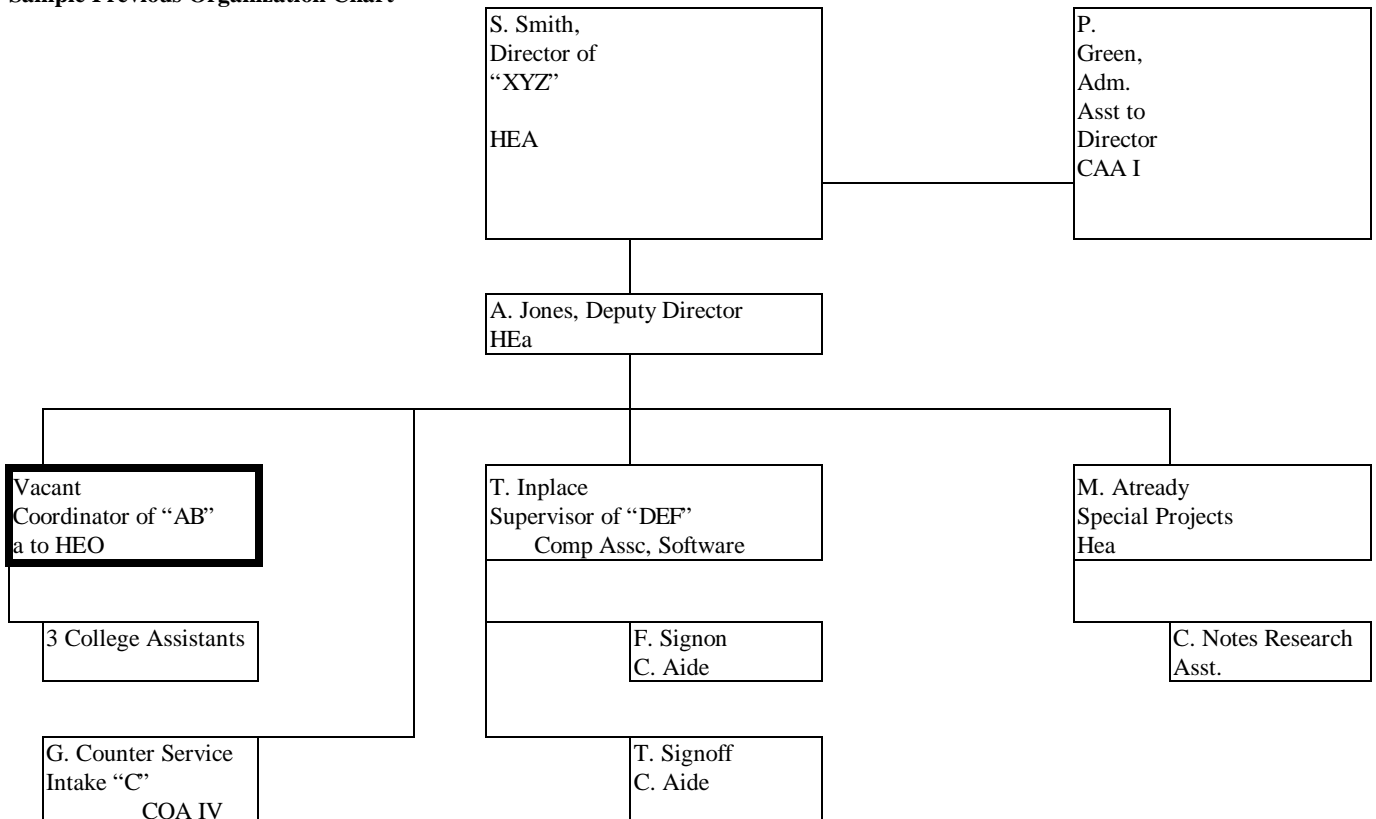 Sample Previous Organization Chart
S. Smith,
Director of
“XYZ”
HEA
P.
Green,
Adm.
Asst to
Director
CAA I
A. Jones, Deputy Director
HEa
Vacant
Coordinator of “AB”
a to HEO
T. Inplace
Supervisor of “DEF”
Comp Assc, Software
M. Atready
Special Projects
Hea
3 College Assistants
F. Signon
C. Aide
C. Notes Research
Asst.
G. Counter Service
Intake “C”
COA IV
T. Signoff
C. Aide